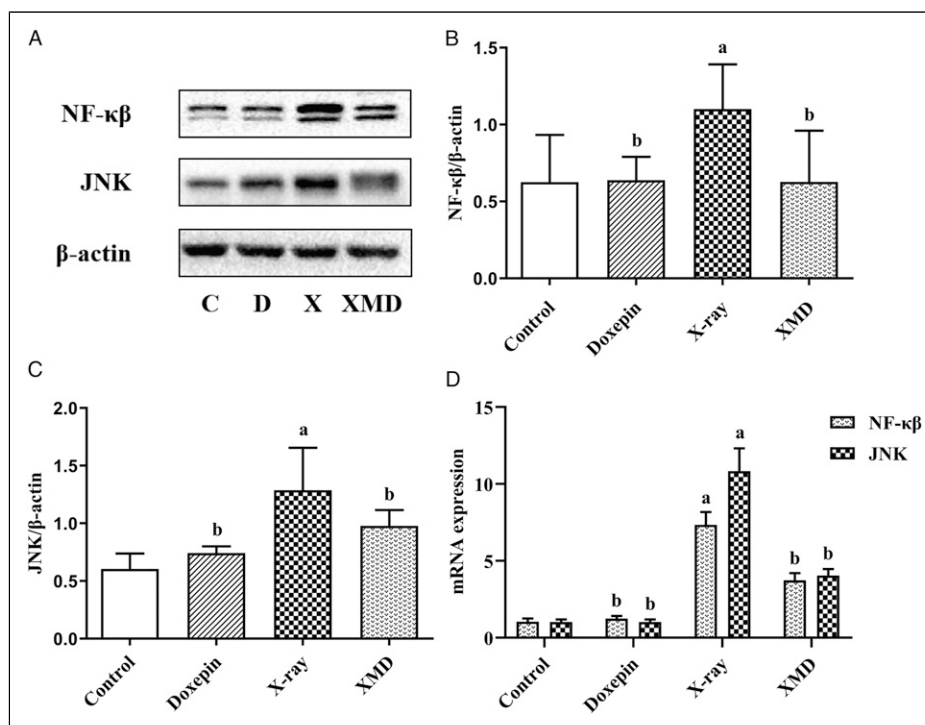 A
NF-κβ
JNK
β-actin
C D X XMD
B
NF-κβ/β-actin
1.5
1.0
0.5
0.0
a
b
b
Control
Doxepin
X-ray
XMD
C
JNK/β-actin
2.0
1.5
1.0
0.5
0.0
a
b
b
Control
Doxepin
X-ray
XMD
D
mRNA expression
15
10
5
0
NF-κβ
JNK
a
a
b b
b b
Control
Doxepin
X-ray
XMD